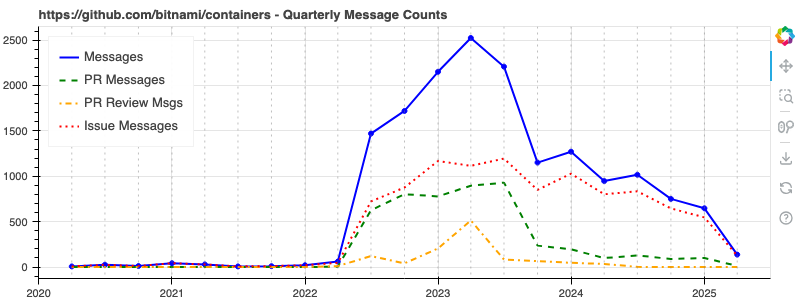 https://github.com/bitnami/containers - Quarterly Message Counts
2500
2000
1500
1000
500
0
Messages
PR Messages
PR Review Msgs
Issue Messages
2020
2021
2022
2023
2024
2025